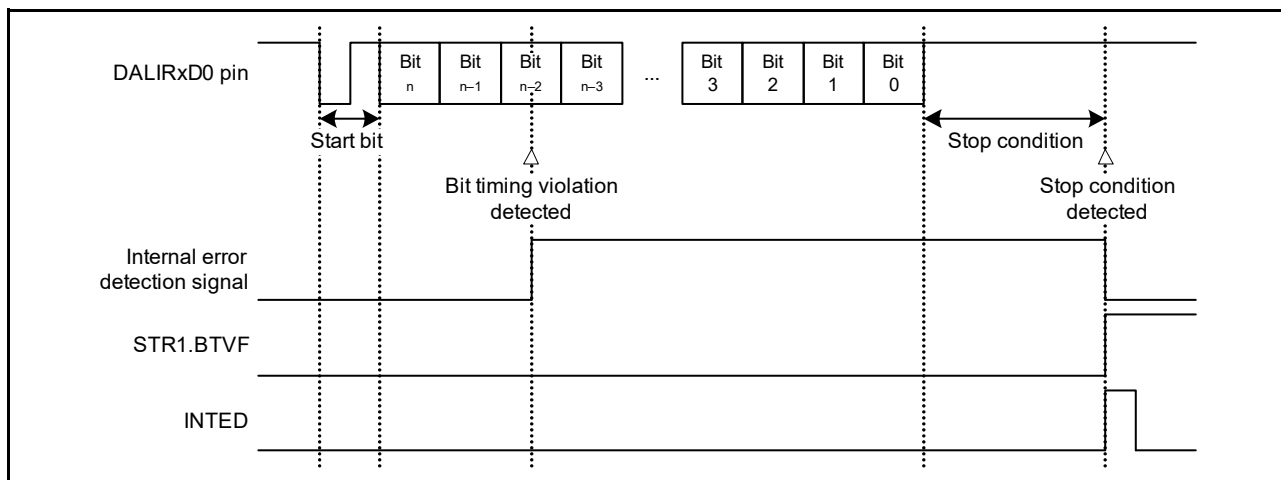 DALIRxD0 pin
Bit n
Bit n–1
Bit n–2
Bit n–3
...
Bit 3
Bit 2
Bit 1
Bit 0
Start bit
Stop condition
Bit timing violation
detected
Stop condition
detected
Internal error
detection signal
STR1.BTVF
INTED